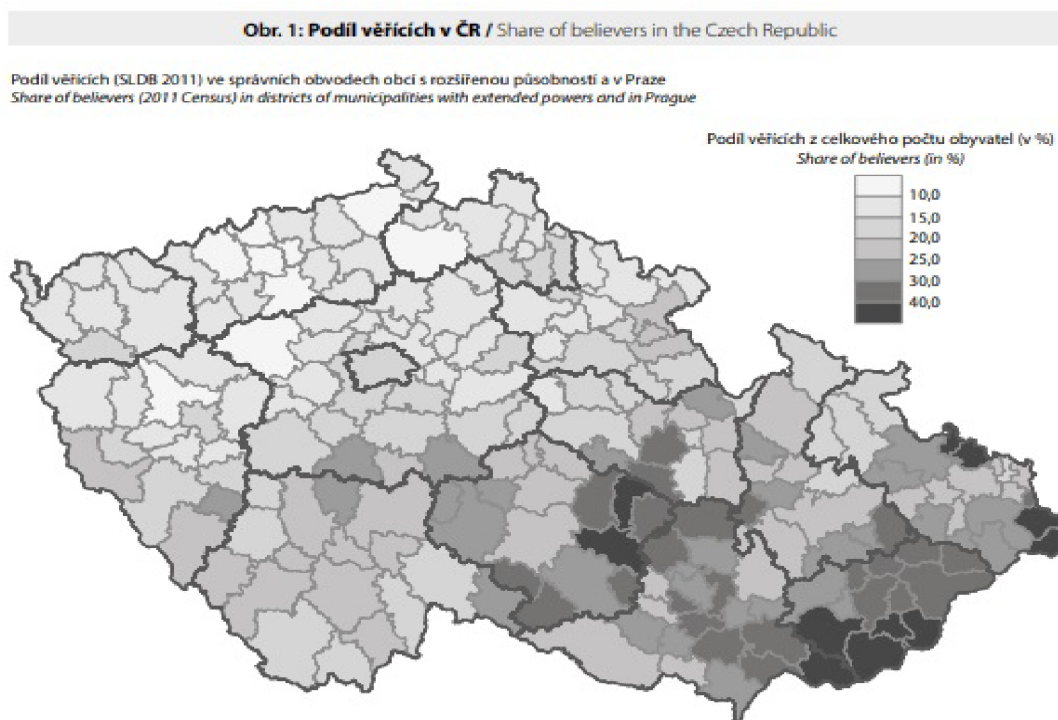 Obr. 1: Podíl věřících v ČR / Share of believers in the Czech Republic
Podíl věřících (SLDB 2011) ve správních obvodech obcí s rozšířenou působností a v Praze
Share of believers (2011 Census) in districts of municipalities with extended powers and in Prague
Podíl věřících z celkového počtu obyvatel (v %)
Share of believers (in %)
10,0
15,0
20,0
25,0
30,0
40,0